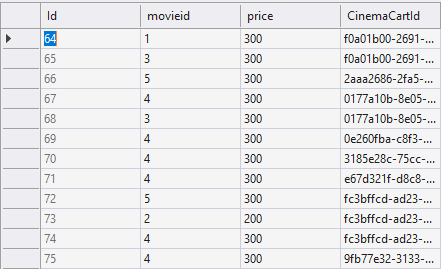 Id movieid price CinemaCartId
64 1 300 f0a01b00-2691-...
65 3 300 f0a01b00-2691-...
66 5 300 2aaa2686-2fa5-...
67 4 300 0177a10b-8e05-...
68 3 300 0177a10b-8e05-...
69 4 300 0e260fba-c8f3-...
70 4 300 3185e28c-75cc-...
71 4 300 e67d321f-d8c8-...
72 5 300 fc3bffcd-ad23-...
73 2 200 fc3bffcd-ad23-...
74 4 300 fc3bffcd-ad23-...
75 4 300 9fb77e32-3133-...